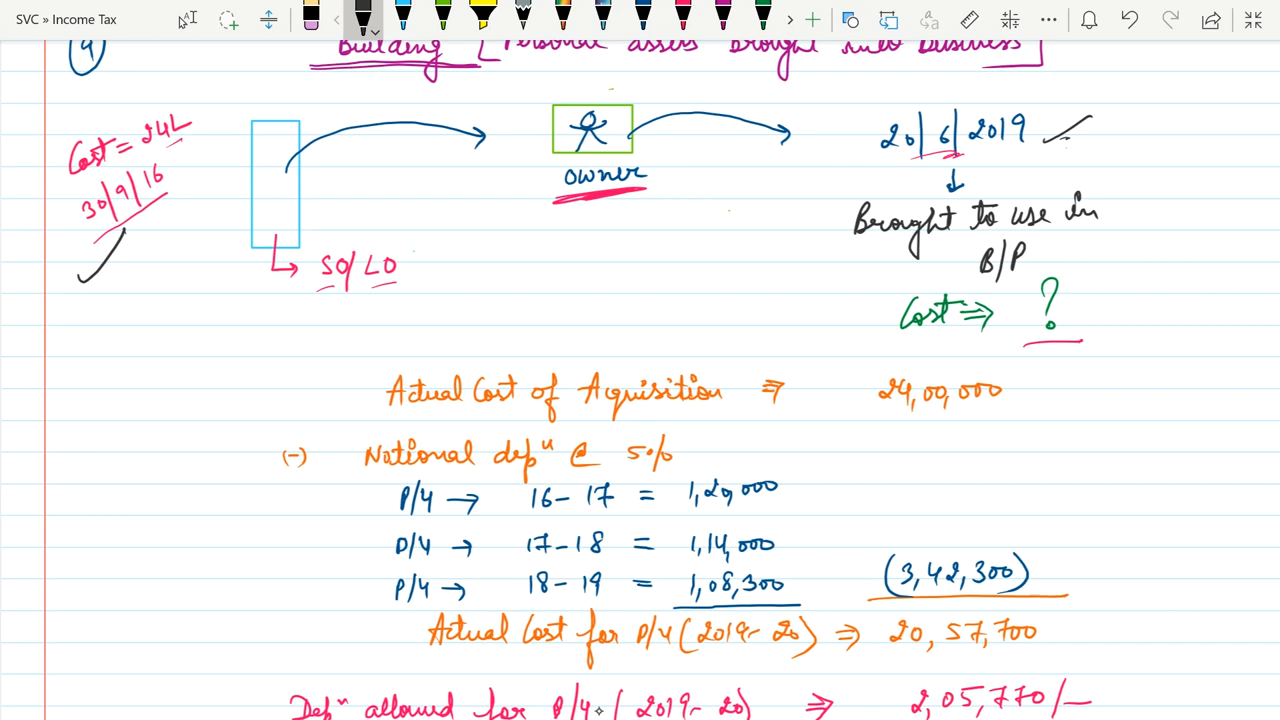 SVC » Income Tax
(4) Building [Personal assets brought into Business]
Cost = 24L
30/9/16
SO/LO
owner
20/6/2019
Brought to use in
B/P
Cost ⇒ ?
Actual Cost of Acquisition ⇒ 24,00,000
(-) Notional depn @ 5%
P/Y → 16-17 = 1,20,000
P/Y → 17-18 = 1,14,000
P/Y → 18-19 = 1,08,300 (3,42,300)
Actual Cost for P/Y (2019-20) ⇒ 20,57,700
Depn allowed for P/Y (2019-20) ⇒ 2,05,770/-